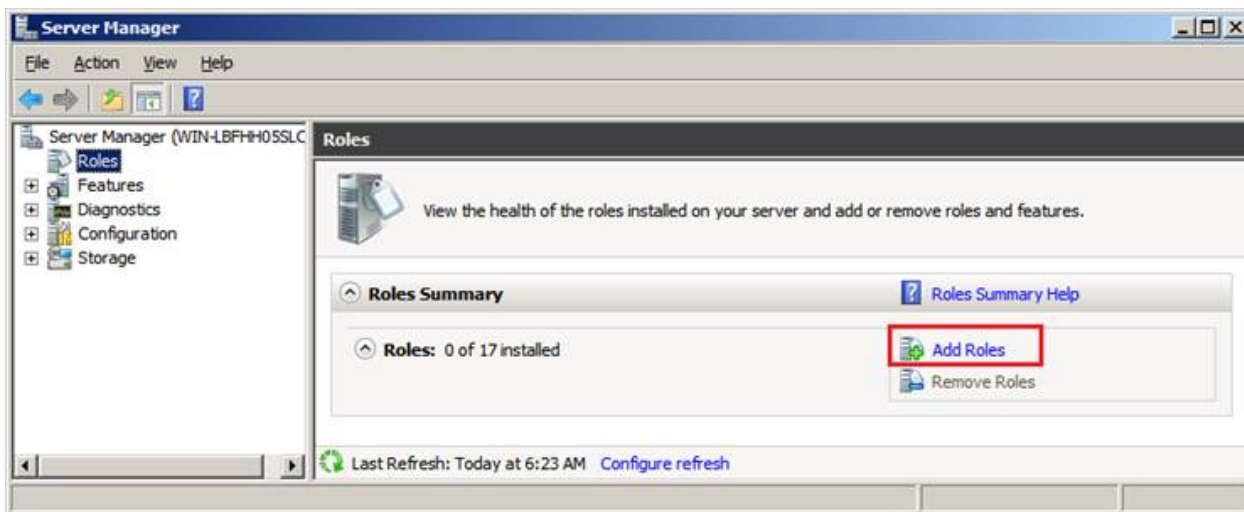 Server Manager
File Action View Help
Server Manager (WIN-LBFHH05SLC
Roles
Features
Diagnostics
Configuration
Storage
Roles
View the health of the roles installed on your server and add or remove roles and features.
Roles Summary
Roles Summary Help
Roles: 0 of 17 installed
Add Roles
Remove Roles
Last Refresh: Today at 6:23 AM Configure refresh